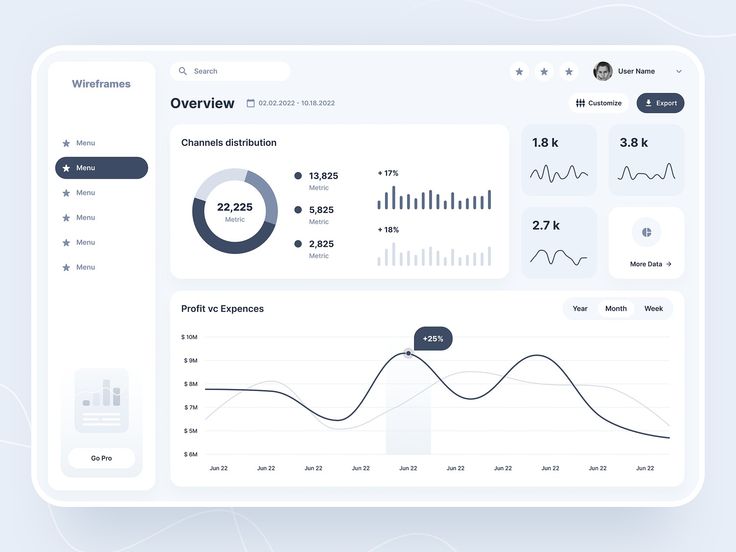 Wireframes
Menu
Menu
Menu
Menu
Menu
Menu
Go Pro
Search
User Name
Overview
02.02.2022 - 10.18.2022
Customize
Export
Channels distribution
22,225
Metric
13,825
Metric
5,825
Metric
2,825
Metric
+ 17%
+ 18%
1.8 k
3.8 k
2.7 k
More Data →
Profit vc Expences
Year
Month
Week
+25%
$ 10M
$ 9M
$ 8M
$ 7M
$ 5M
$ 6M
Jun 22
Jun 22
Jun 22
Jun 22
Jun 22
Jun 22
Jun 22
Jun 22
Jun 22
Jun 22